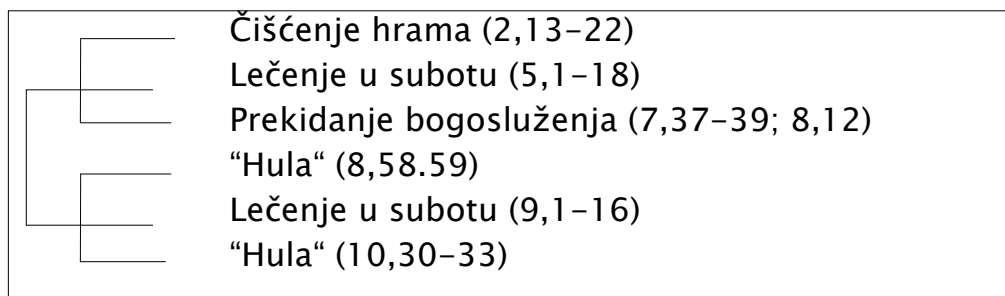 Čišćenje hrama (2,13-22)
Lečenje u subotu (5,1-18)
Prekidanje bogosluženja (7,37-39; 8,12)
“Hula“ (8,58.59)
Lečenje u subotu (9,1-16)
“Hula“ (10,30-33)